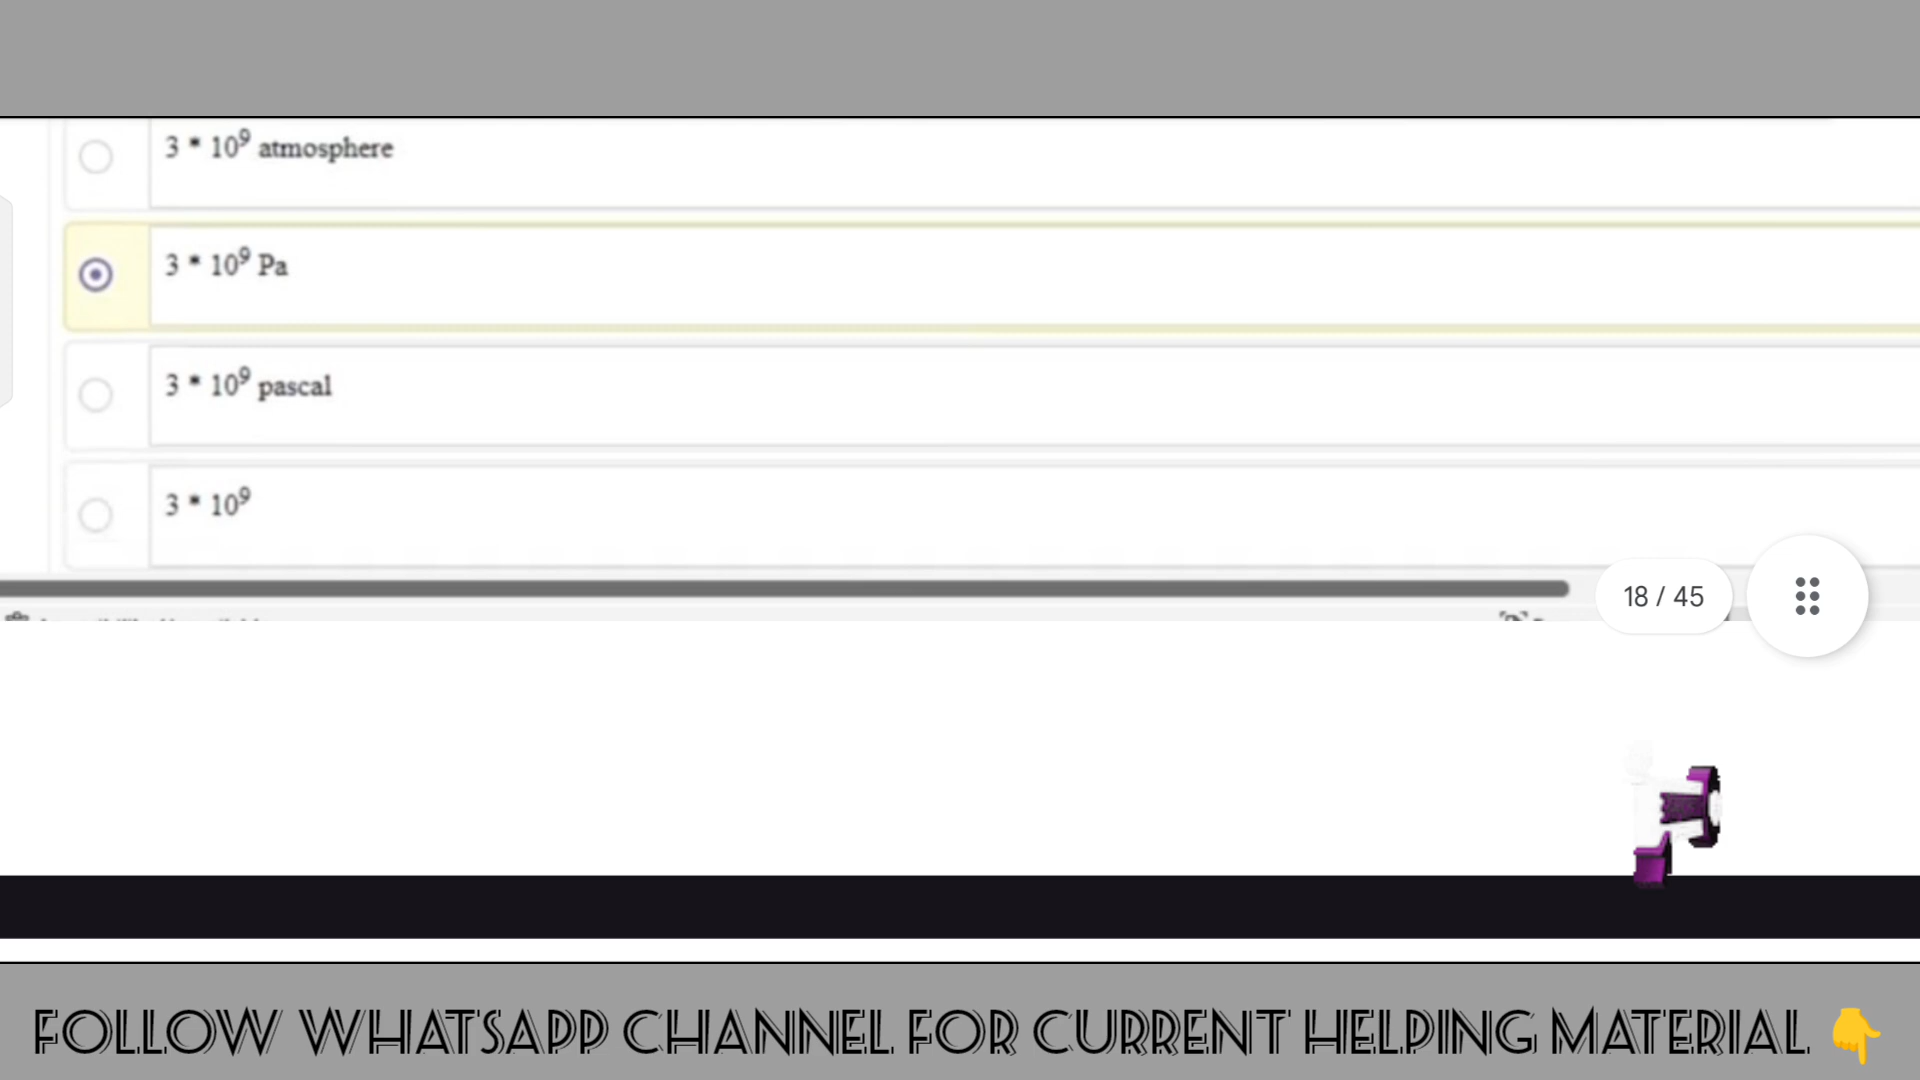 3 * 10⁹ atmosphere
3 * 10⁹ Pa
3 * 10⁹ pascal
3 * 10⁹
18 / 45
FOLLOW WHATSAPP CHANNEL FOR CURRENT HELPING MATERIAL 👇